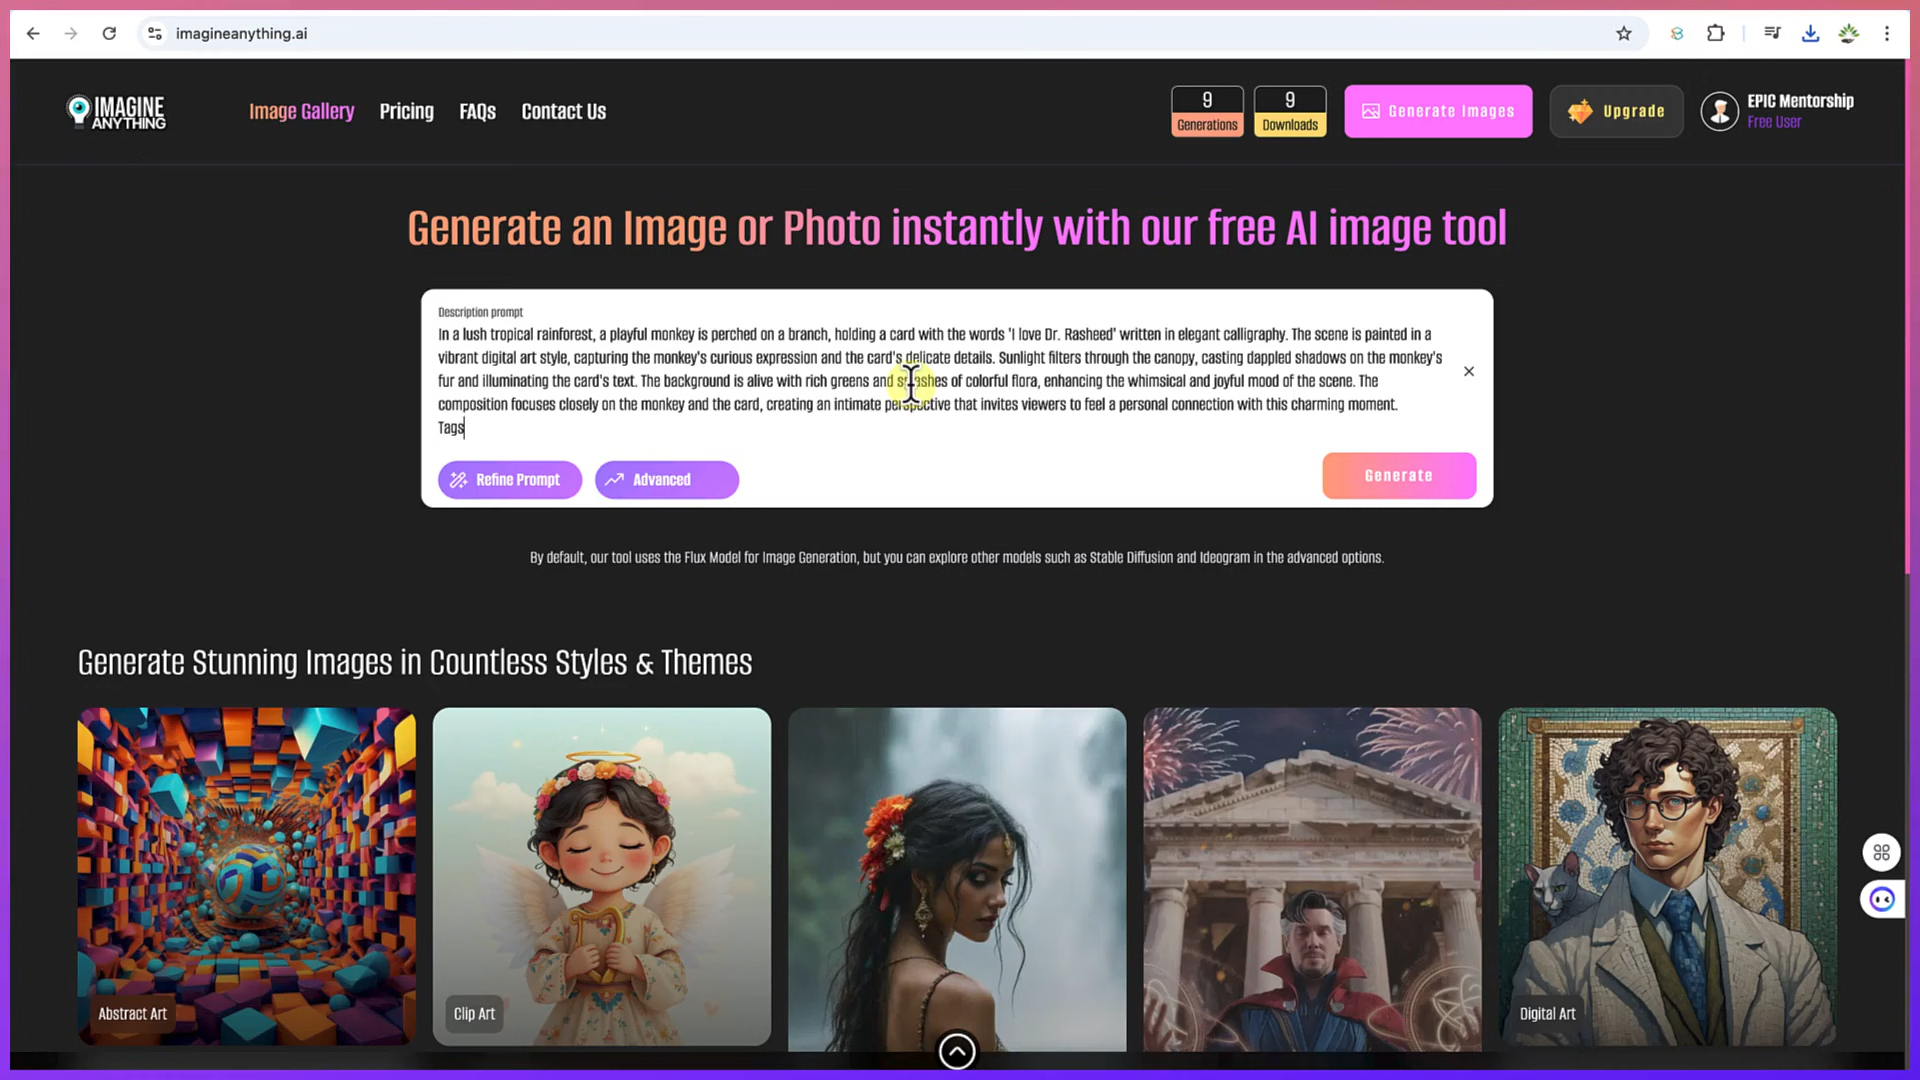 imagineanything.ai
IMAGINE
ANYTHING
Image Gallery
Pricing
FAQs
Contact Us
9
Generations
9
Downloads
Generate Images
Upgrade
EPIC Mentorship
Free User
Generate an Image or Photo instantly with our free AI image tool
Description prompt
In a lush tropical rainforest, a playful monkey is perched on a branch, holding a card with the words 'I love Dr. Rasheed' written in elegant calligraphy. The scene is painted in a
vibrant digital art style, capturing the monkey's curious expression and the card's delicate details. Sunlight filters through the canopy, casting dappled shadows on the monkey's
fur and illuminating the card's text. The background is alive with rich greens and splashes of colorful flora, enhancing the whimsical and joyful mood of the scene. The
composition focuses closely on the monkey and the card, creating an intimate perspective that invites viewers to feel a personal connection with this charming moment.
Tags
Refine Prompt
Advanced
Generate
By default, our tool uses the Flux Model for Image Generation, but you can explore other models such as Stable Diffusion and Ideogram in the advanced options.
Generate Stunning Images in Countless Styles & Themes
Abstract Art
Clip Art
Digital Art